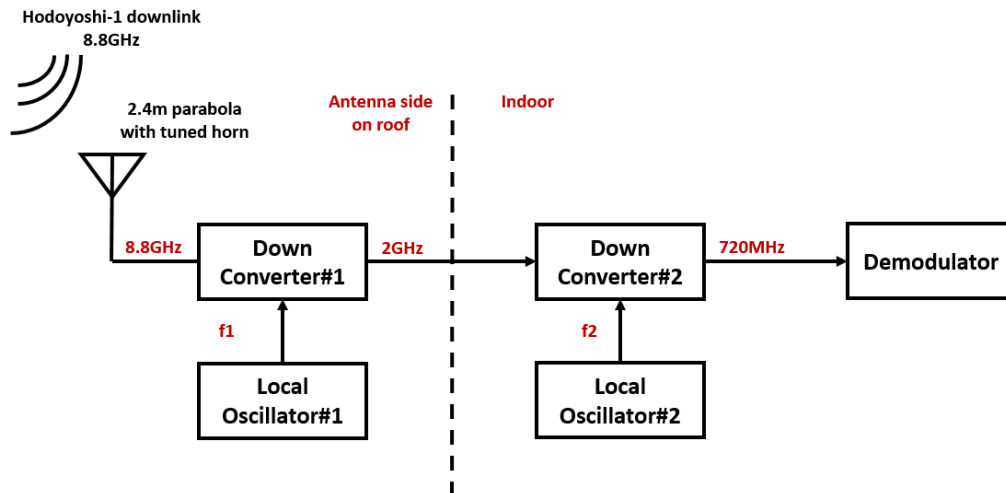 Hodoyoshi-1 downlink
8.8GHz
2.4m parabola
with tuned horn
Antenna side
on roof
Indoor
8.8GHz
Down
Converter#1
2GHz
Down
Converter#2
720MHz
Demodulator
f1
f2
Local
Oscillator#1
Local
Oscillator#2